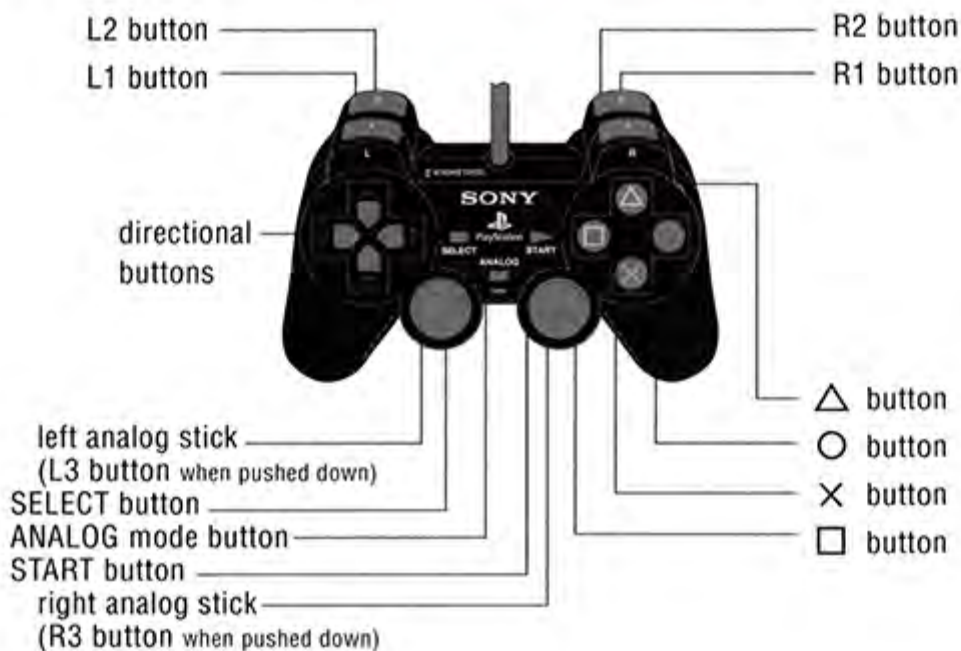 L2 button
L1 button
R2 button
R1 button
L
R
SONY
PlayStation
SELECT
START
ANALOG
directional
buttons
left analog stick
(L3 button when pushed down)
SELECT button
ANALOG mode button
START button
right analog stick
(R3 button when pushed down)
△ button
○ button
✕ button
□ button